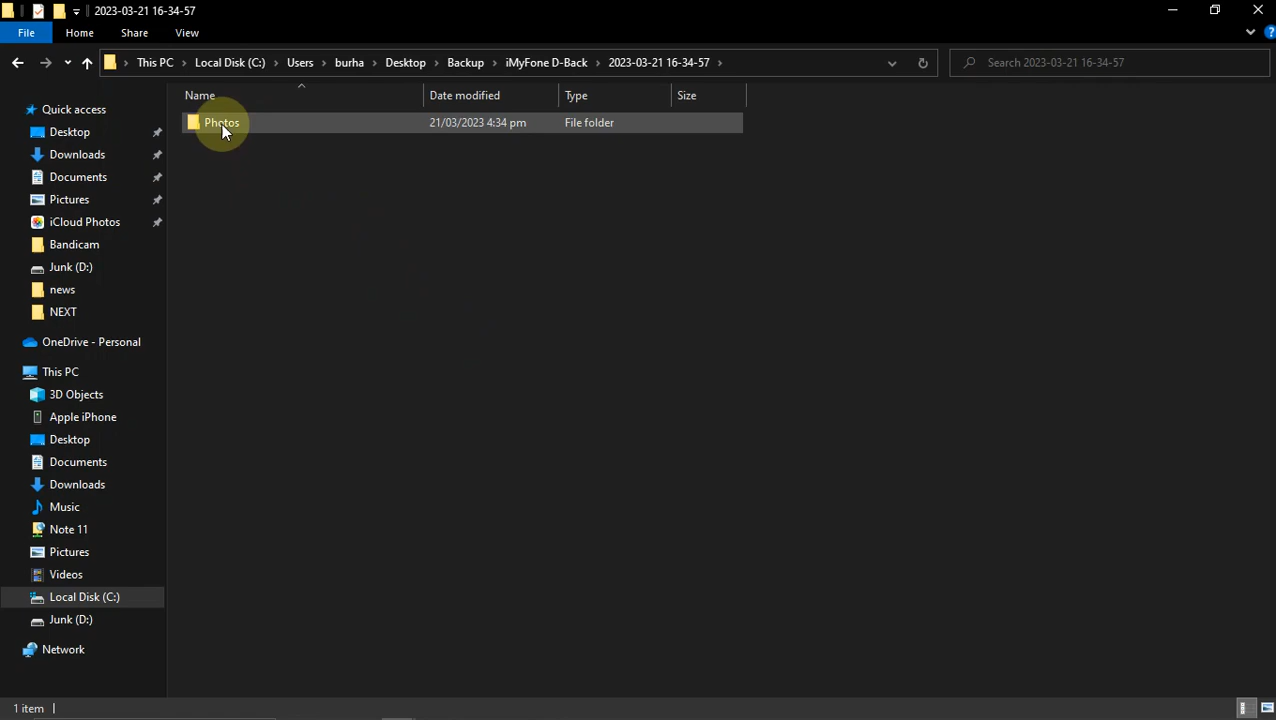 2023-03-21 16-34-57
File Home Share View
This PC Local Disk (C:) Users burha Desktop Backup iMyFone D-Back 2023-03-21 16-34-57
Search 2023-03-21 16-34-57
Name Date modified Type Size
Photos 21/03/2023 4:34 pm File folder
Quick access
Desktop
Downloads
Documents
Pictures
iCloud Photos
Bandicam
Junk (D:)
news
NEXT
OneDrive - Personal
This PC
3D Objects
Apple iPhone
Desktop
Documents
Downloads
Music
Note 11
Pictures
Videos
Local Disk (C:)
Junk (D:)
Network
1 item